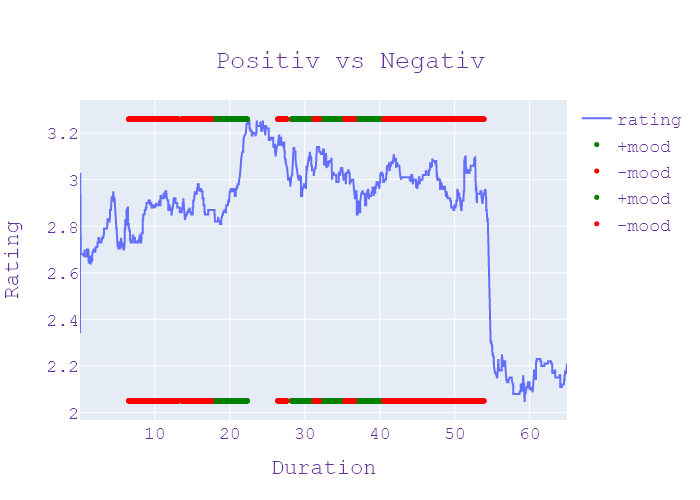 Positiv vs Negativ
rating
+mood
-mood
+mood
-mood
3.2
3
2.8
2.6
2.4
2.2
2
Rating
10 20 30 40 50 60
Duration